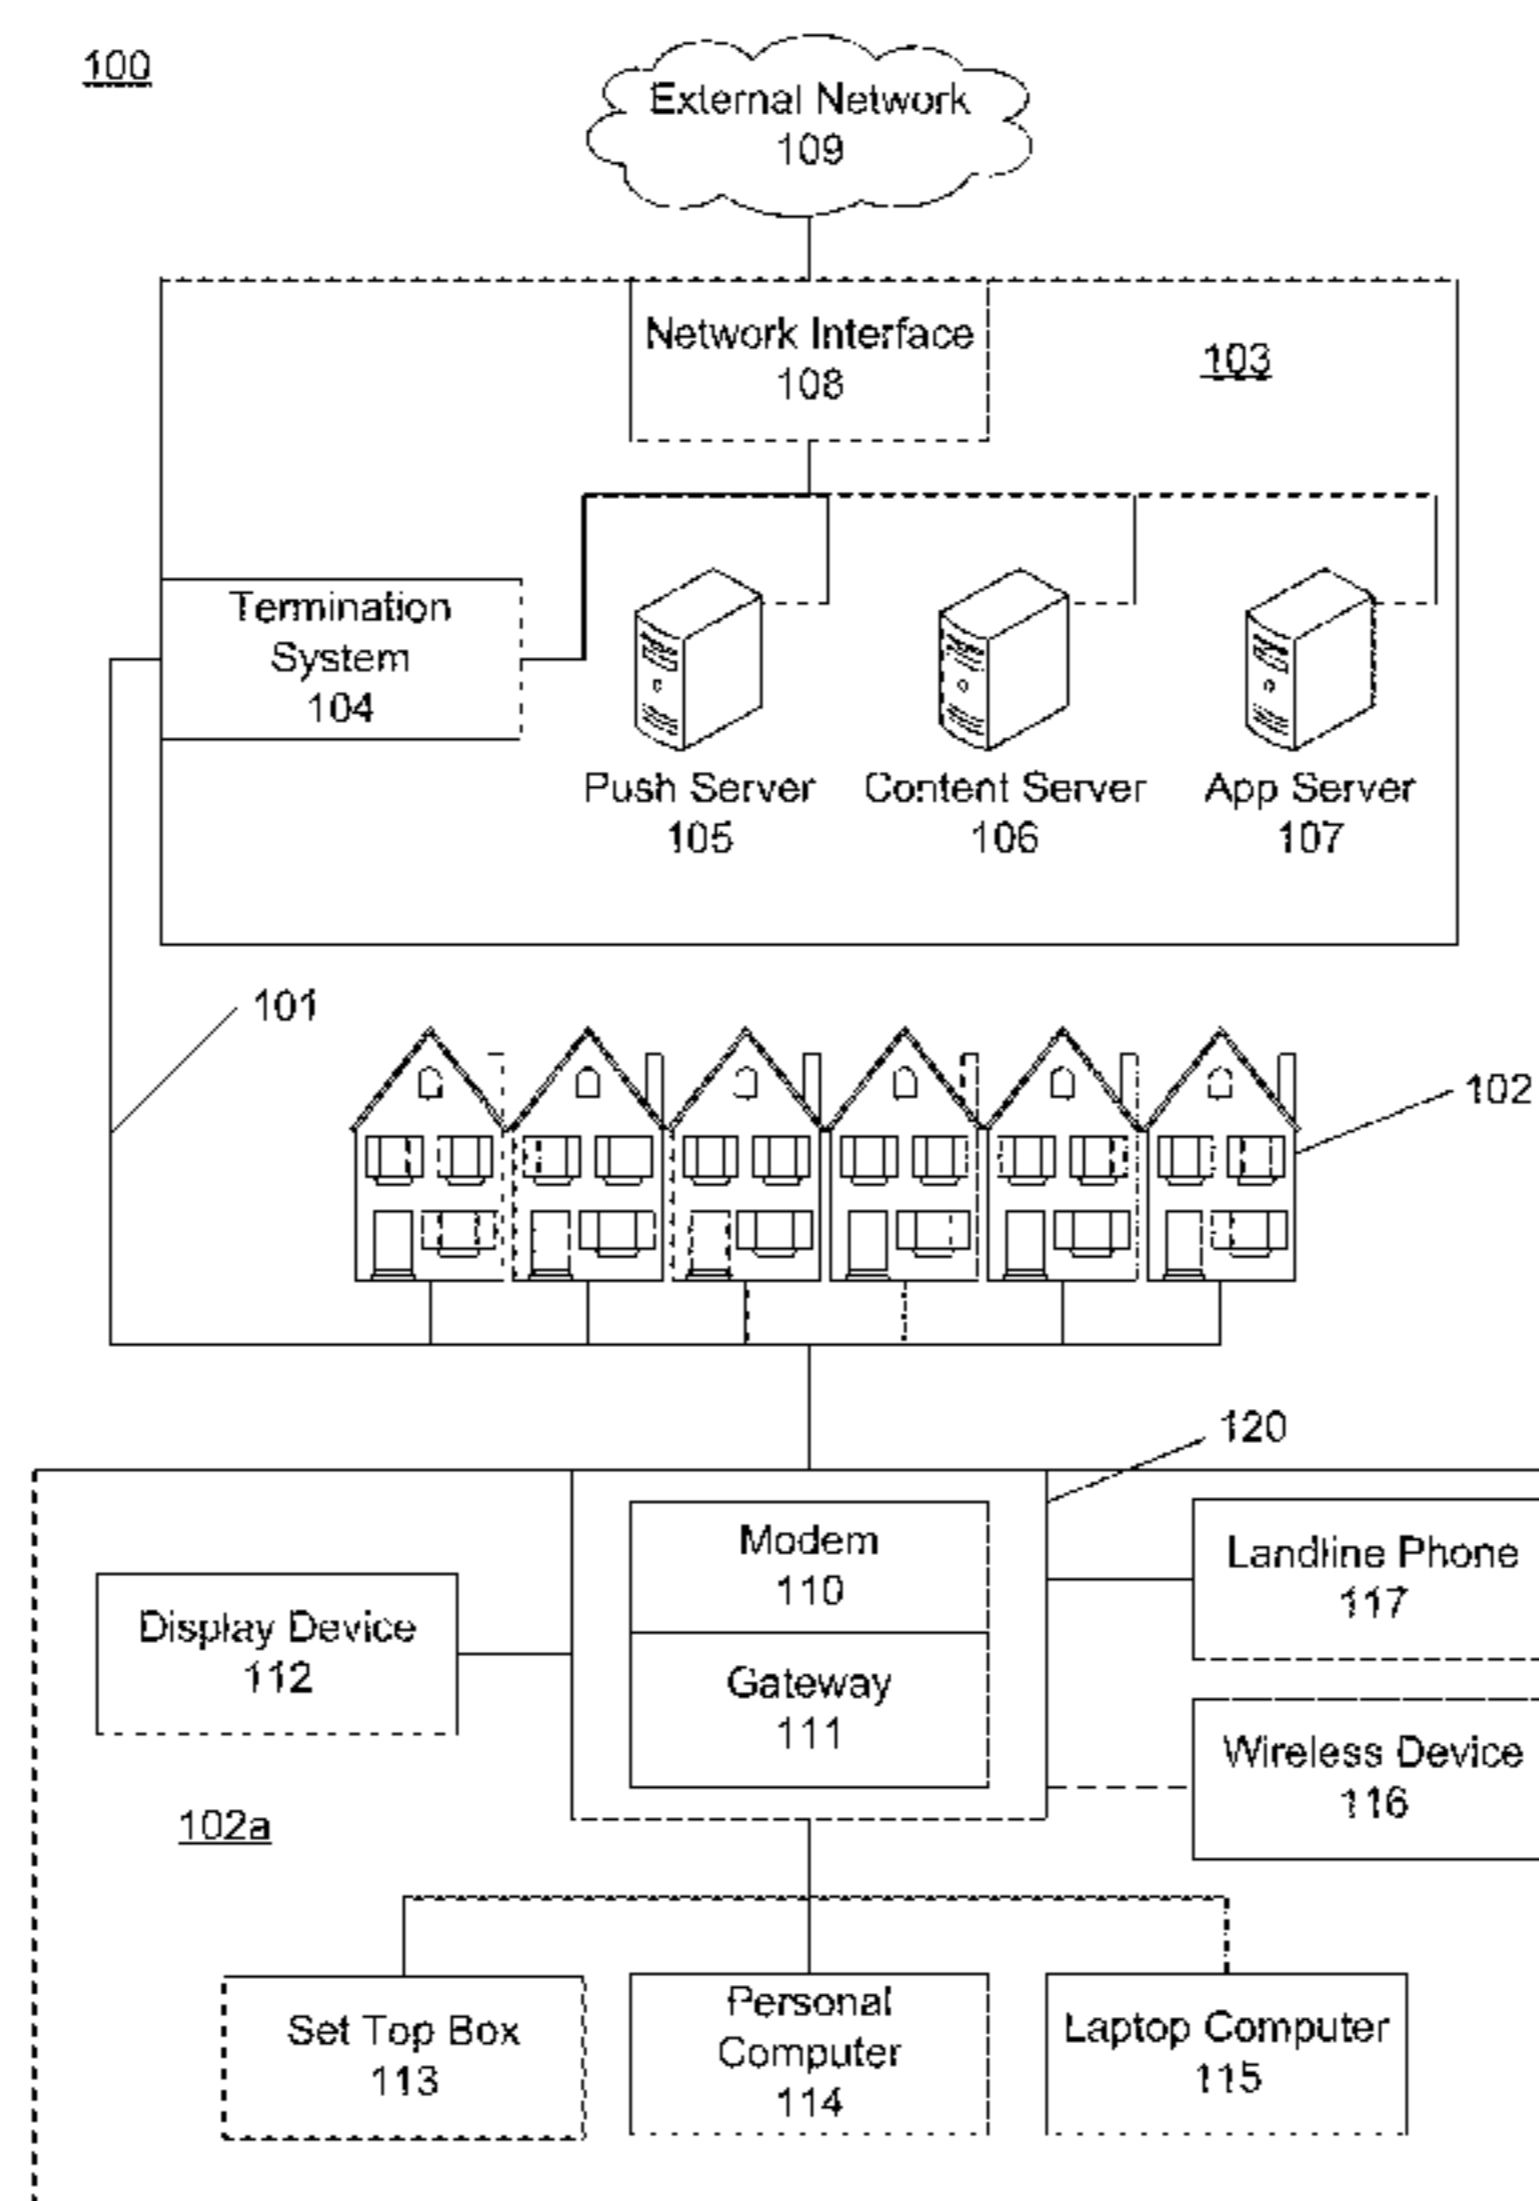 100
External Network
109
Network Interface
108
103
Termination
System
104
Push Server
105
Content Server
106
App Server
107
101
102
120
Modem
110
Landline Phone
117
Display Device
112
Gateway
111
Wireless Device
116
102a
Set Top Box
113
Personal
Computer
114
Laptop Computer
115